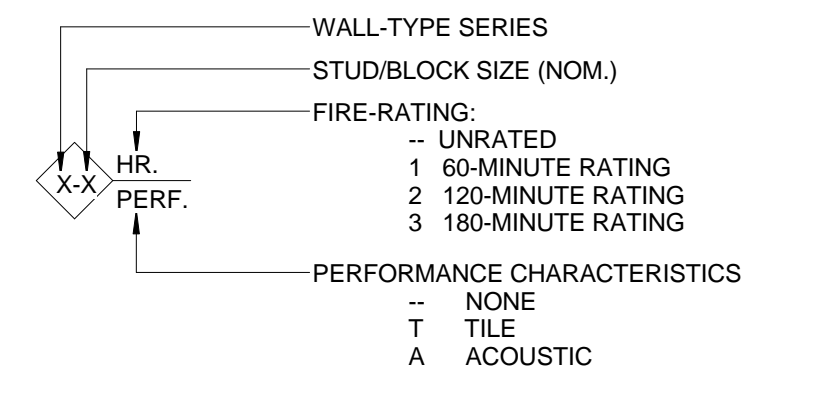 WALL-TYPE SERIES
STUD/BLOCK SIZE (NOM.)
FIRE-RATING:
-- UNRATED
1 60-MINUTE RATING
2 120-MINUTE RATING
3 180-MINUTE RATING
X-X
HR.
PERF.
PERFORMANCE CHARACTERISTICS
-- NONE
T TILE
A ACOUSTIC